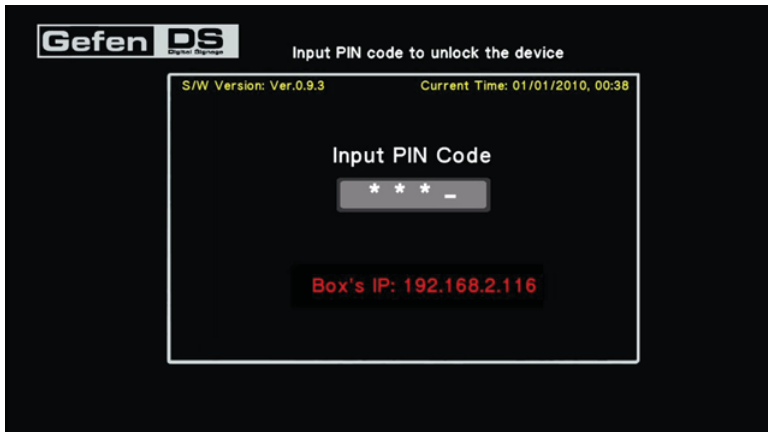 Gefen DS
Digital Signage
Input PIN code to unlock the device
S/W Version: Ver.0.9.3 Current Time: 01/01/2010, 00:38
Input PIN Code
* * * _
Box's IP: 192.168.2.116